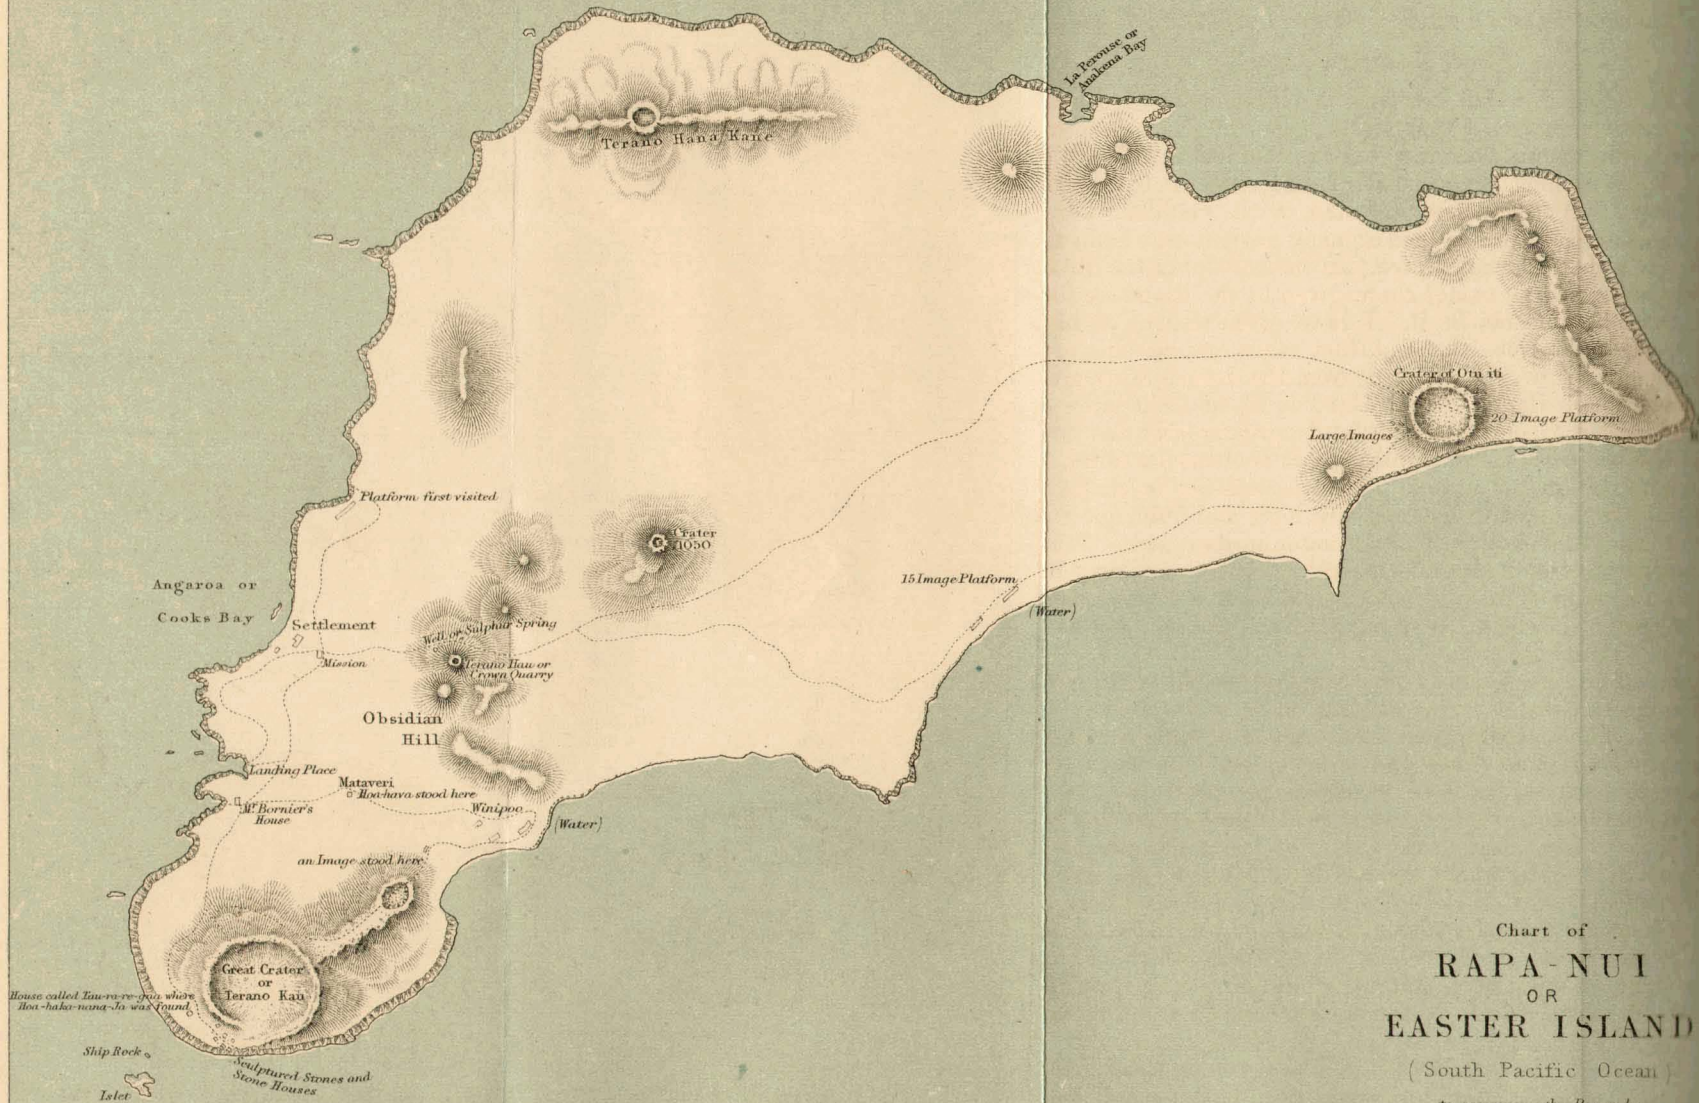 La Perouse or
Anakena Bay
Terano Hana Kane
Crater of Otu iti
20 Image Platform
Large Images
Platform first visited
Crater
1050
15 Image Platform
(Water)
Angaroa or
Cooks Bay
Settlement
Mission
Well or Sulphur Spring
Terano Hau or
Crown Quarry
Obsidian
Hill
Landing Place
Mataveri
Hoa-hava stood here
Mr. Bornier's
House
Winipoo
(Water)
an Image stood here
Great Crater
or
Terano Kau
House called Tau-ra-re-gna where
Hoa-haka-nana-Ia was found
Ship Rock
Islet
Sculptured Stones and
Stone Houses
Chart of
RAPA-NUI
OR
EASTER ISLAND
(South Pacific Ocean)